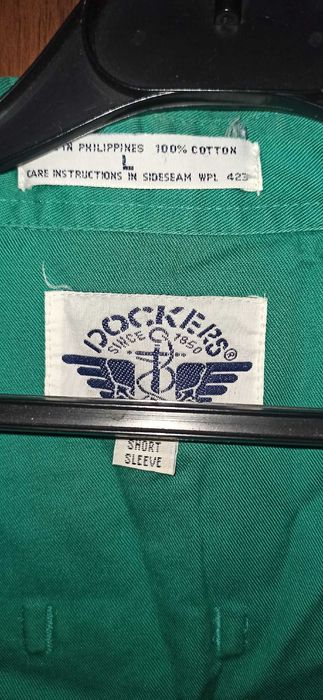 IN PHILIPPINES 100% COTTON
L
CARE INSTRUCTIONS IN SIDESEAM WPL 423
DOCKERS®
SINCE 1850
SHORT
SLEEVE